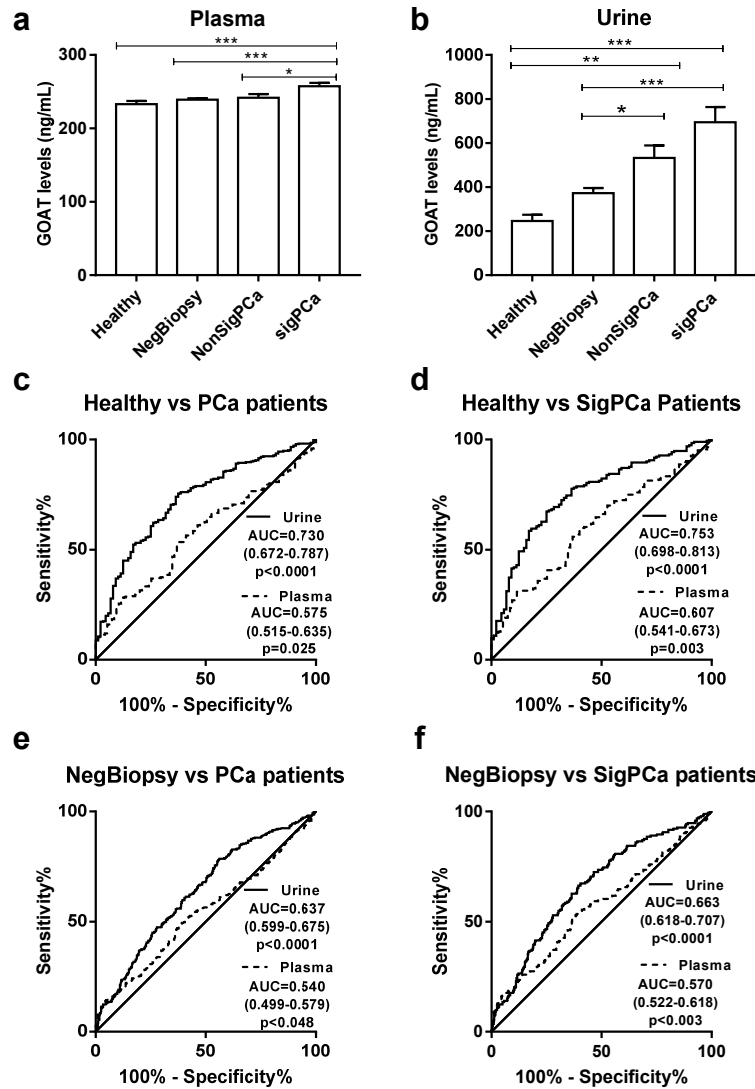 a
Plasma
GOAT levels (ng/mL)
300
200
100
0
***
***
*
Healthy
NegBiopsy
NonSigPCa
sigPCa
b
Urine
GOAT levels (ng/mL)
1000
800
600
400
200
0
***
**
***
*
Healthy
NegBiopsy
NonSigPCa
sigPCa
c
Healthy vs PCa patients
Sensitivity%
100
50
0
Urine
AUC=0.730
(0.672-0.787)
p<0.0001
Plasma
AUC=0.575
(0.515-0.635)
p=0.025
0 50 100
100% - Specificity%
d
Healthy vs SigPCa Patients
Sensitivity%
100
50
0
Urine
AUC=0.753
(0.698-0.813)
p<0.0001
Plasma
AUC=0.607
(0.541-0.673)
p=0.003
0 50 100
100% - Specificity%
e
NegBiopsy vs PCa patients
Sensitivity%
100
50
0
Urine
AUC=0.637
(0.599-0.675)
p<0.0001
Plasma
AUC=0.540
(0.499-0.579)
p<0.048
0 50 100
100% - Specificity%
f
NegBiopsy vs SigPCa patients
Sensitivity%
100
50
0
Urine
AUC=0.663
(0.618-0.707)
p<0.0001
Plasma
AUC=0.570
(0.522-0.618)
p<0.003
0 50 100
100% - Specificity%